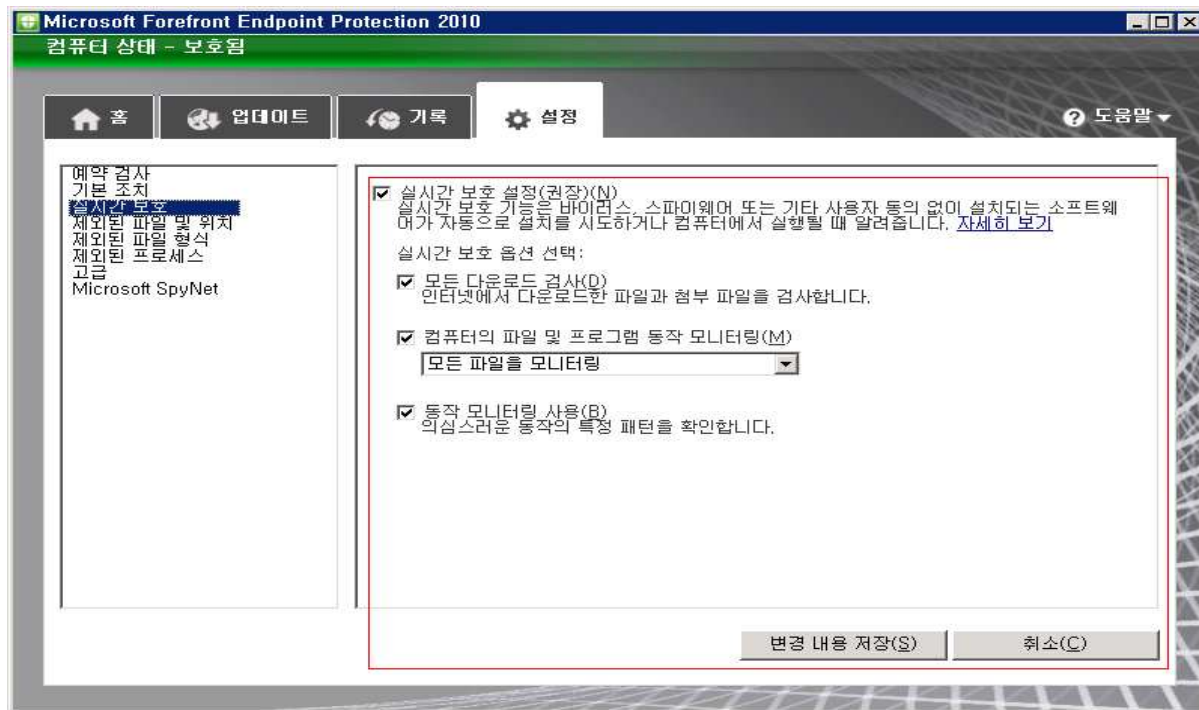 Microsoft Forefront Endpoint Protection 2010
컴퓨터 상태 - 보호됨
홈
업데이트
기록
설정
도움말
예약 검사
기본 조치
실시간 보호
제외된 파일 및 위치
제외된 파일 형식
제외된 프로세스
고급
Microsoft SpyNet
실시간 보호 설정(권장)(N)
실시간 보호 기능은 바이러스, 스파이웨어 또는 기타 사용자 동의 없이 설치되는 소프트웨
어가 자동으로 설치를 시도하거나 컴퓨터에서 실행될 때 알려줍니다. 자세히 보기
실시간 보호 옵션 선택:
모든 다운로드 검사(D)
인터넷에서 다운로드한 파일과 첨부 파일을 검사합니다.
컴퓨터의 파일 및 프로그램 동작 모니터링(M)
모든 파일을 모니터링
동작 모니터링 사용(B)
의심스러운 동작의 특정 패턴을 확인합니다.
변경 내용 저장(S)
취소(C)